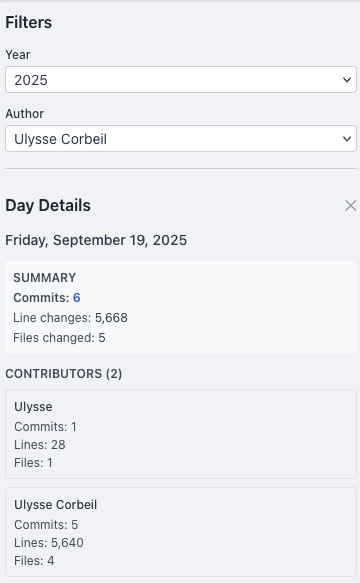 Filters
Year
2025
Author
Ulysse Corbeil
Day Details
Friday, September 19, 2025
SUMMARY
Commits: 6
Line changes: 5,668
Files changed: 5
CONTRIBUTORS (2)
Ulysse
Commits: 1
Lines: 28
Files: 1
Ulysse Corbeil
Commits: 5
Lines: 5,640
Files: 4